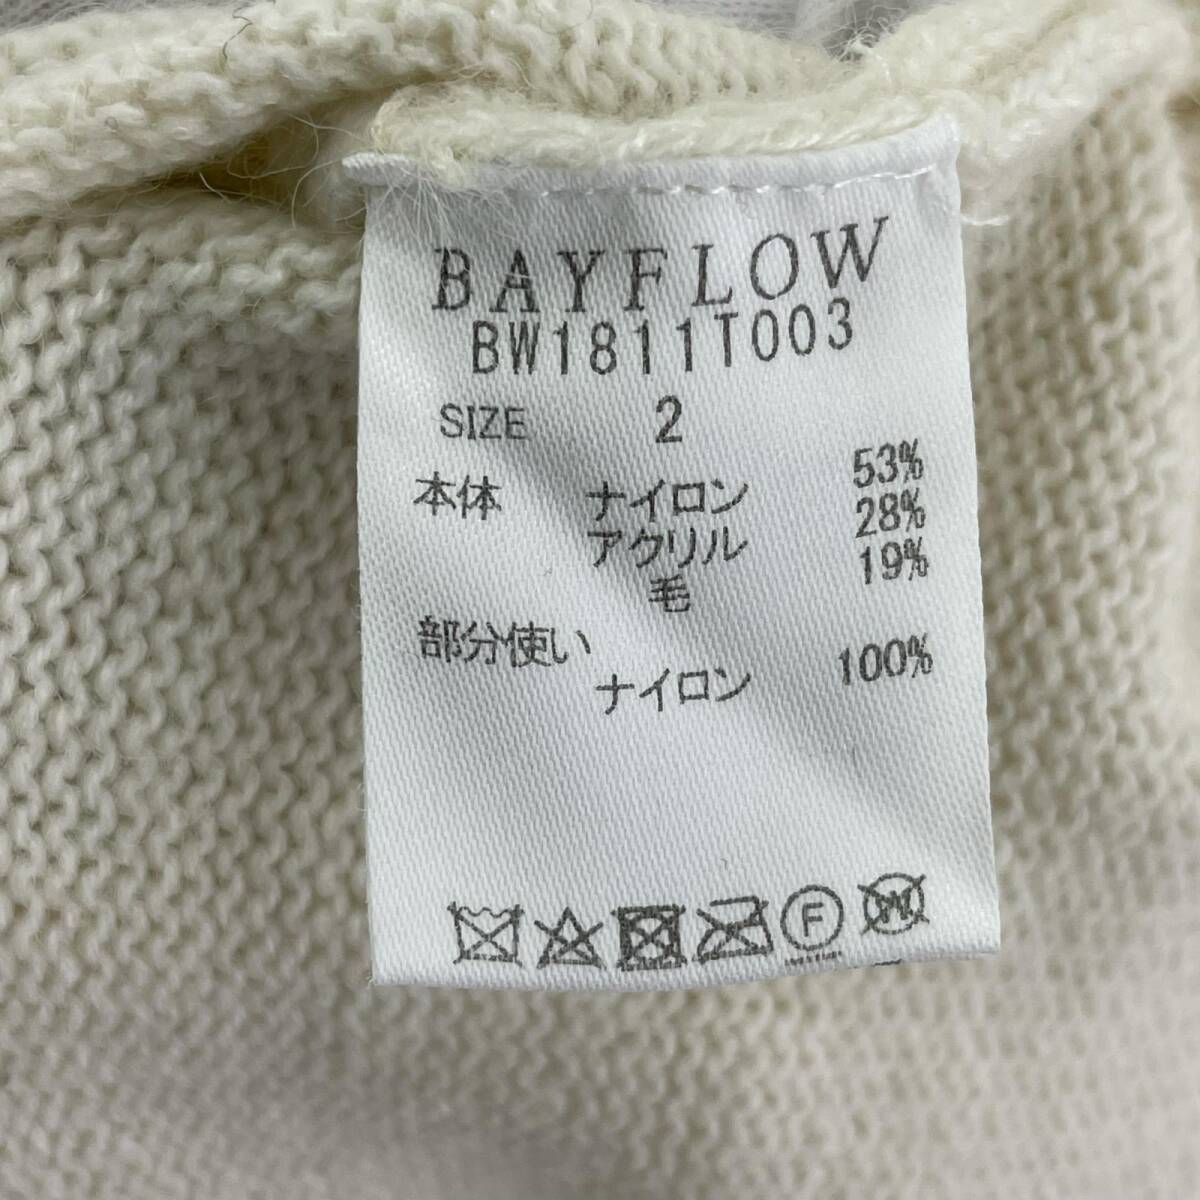 BAYFLOW
BW1811T003
SIZE 2
本体 ナイロン 53%
アクリル 28%
毛 19%
部分使い
ナイロン 100%
F
W